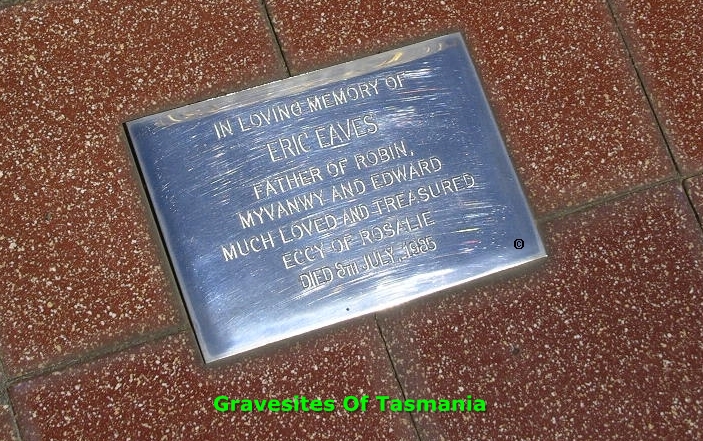 IN LOVING MEMORY OF
ERIC EAVES
FATHER OF ROBIN,
MYVANWY AND EDWARD
MUCH LOVED AND TREASURED
ECCY OF ROSALIE
DIED 8TH JULY, 1985
©
Gravesites Of Tasmania